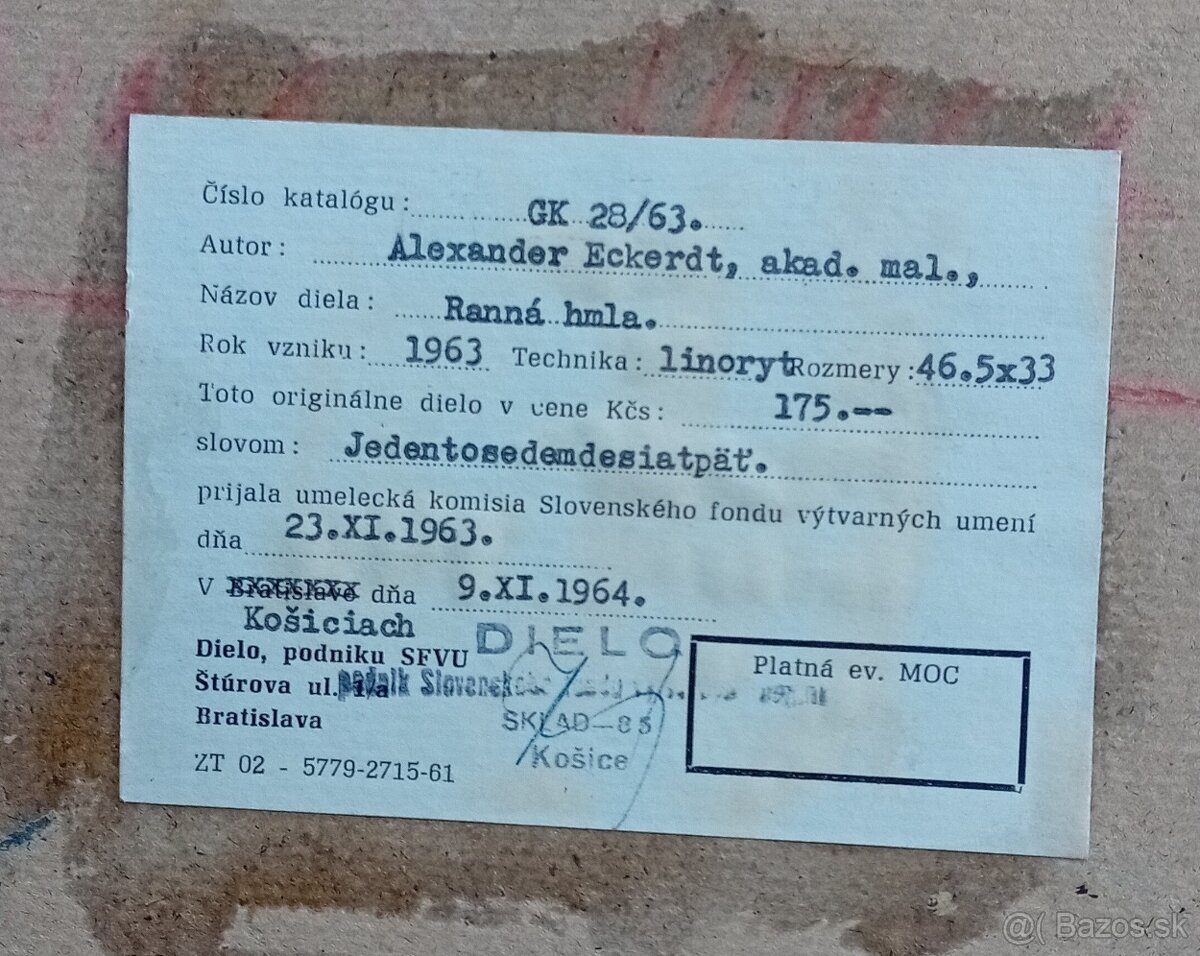 Číslo katalógu: GK 28/63.
Autor: Alexander Eckerdt, akad. mal.,
Názov diela: Ranná hmla.
Rok vzniku: 1963 Technika: linoryt Rozmery: 46.5x33
Toto originálne dielo v cene Kčs: 175.--
slovom: Jedentosedemdesiatpäť.
prijala umelecká komisia Slovenského fondu výtvarných umení
dňa 23.XI.1963.
V Bratislave dňa 9.XI.1964.
Košiciach
Dielo, podniku SFVU
Štúrova ul.
Bratislava
ZT 02 - 5779-2715-61
DIELO
podnik
SKLAD-85
Košice
Platná ev. MOC
@( Bazos.sk